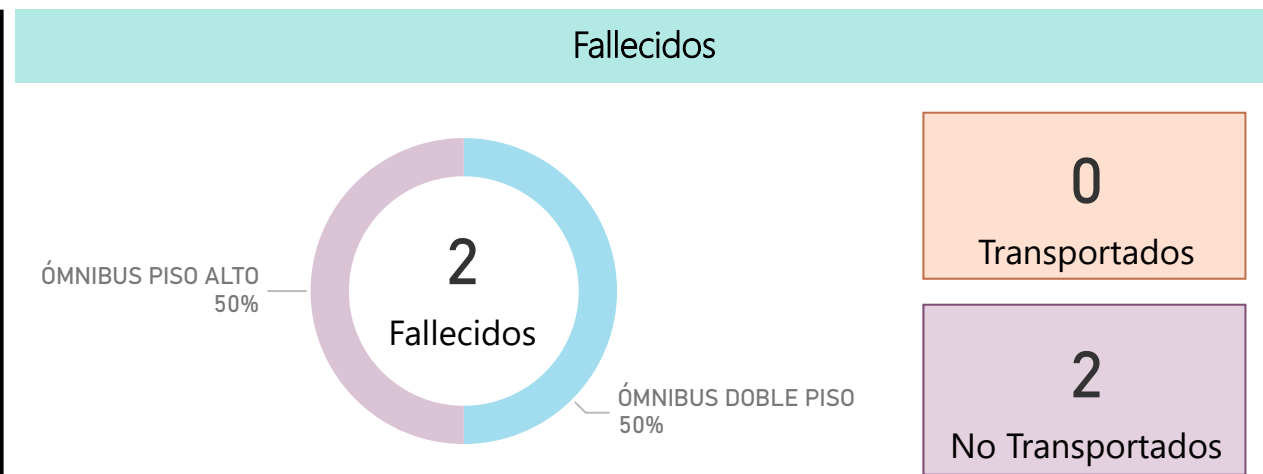 Fallecidos
ÓMNIBUS PISO ALTO
50%
2
Fallecidos
ÓMNIBUS DOBLE PISO
50%
0
Transportados
2
No Transportados